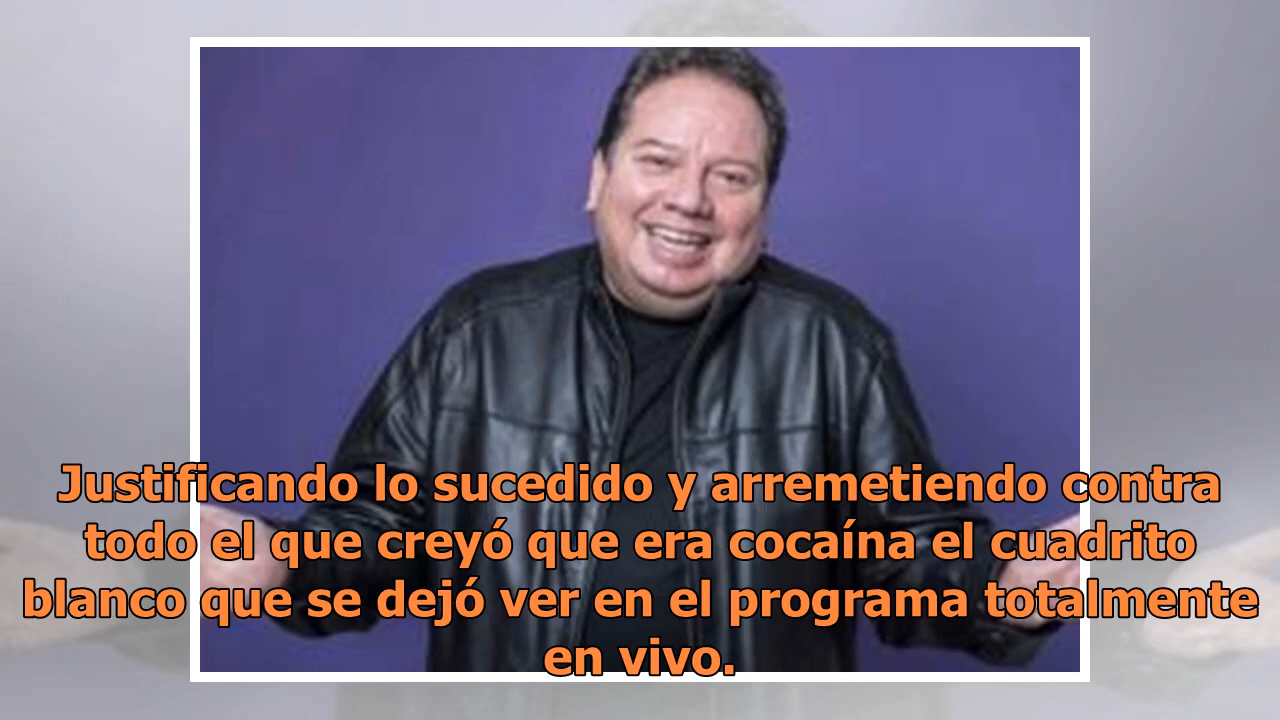 Justificando lo sucedido y arremetiendo contra
todo el que creyó que era cocaína el cuadrito
blanco que se dejó ver en el programa totalmente
en vivo.